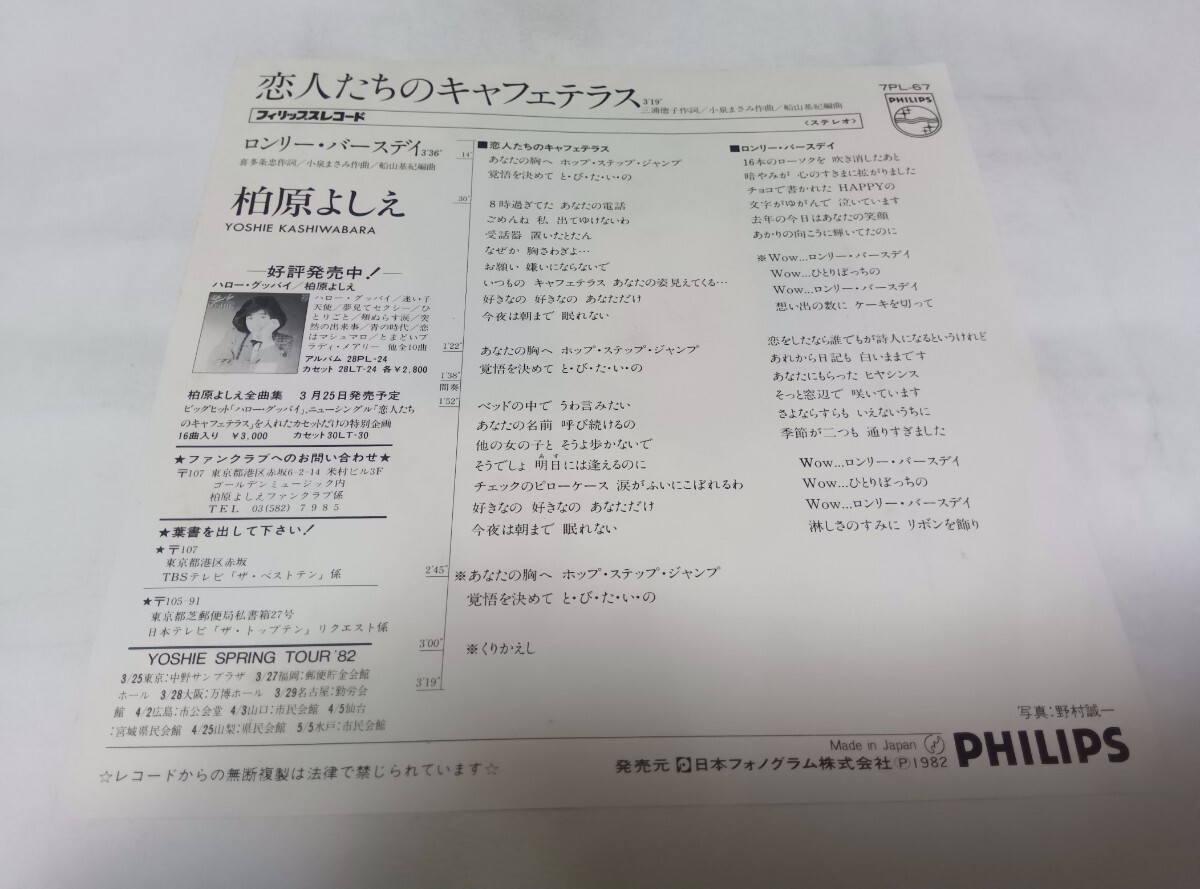 恋人たちのキャフェテラス 3'19"
三浦徳子作詞/小泉まさみ作曲/船山基紀編曲
7PL-67
フィリップスレコード
〈ステレオ〉
PHILIPS
ロンリー・バースデイ 3'36"
喜多条忠作詞/小泉まさみ作曲/船山基紀編曲
柏原よしえ
YOSHIE KASHIWABARA
―好評発売中!―
ハロー・グッバイ/柏原よしえ
ハロー・グッバイ/迷い子
天使/夢見てセクシー/ひ
とりごと/頬ぬらす涙/突
然の出来事/青の時代/恋
はマシュマロ/とまどいブ
ラディ・メアリー 他全10曲
アルバム 28PL-24
カセット 28LT-24 各¥2,800
柏原よしえ全曲集 3月25日発売予定
ビッグヒット「ハロー・グッバイ」、ニューシングル「恋人たち
のキャフェテラス」を入れたカセットだけの特別企画
16曲入り ¥3,000 カセット30LT-30
★ファンクラブへのお問い合わせ★
〒107 東京都港区赤坂6-2-14 米村ビル3F
ゴールデンミュージック内
柏原よしえファンクラブ係
TEL 03(582) 7985
★葉書を出して下さい!
★〒107
東京都港区赤坂
TBSテレビ「ザ・ベストテン」係
★〒105-91
東京都芝郵便局私書箱27号
日本テレビ「ザ・トップテン」リクエスト係
YOSHIE SPRING TOUR '82
3/25東京:中野サンプラザ 3/27福岡:郵便貯金会館
ホール 3/28大阪:万博ホール 3/29名古屋:勤労会
館 4/2広島:市公会堂 4/3山口:市民会館 4/5仙台
:宮城県民会館 4/25山梨:県民会館 5/5水戸:市民会館
14"
30"
1'22"
1'38"
間奏
1'52"
2'45"
3'00"
3'19"
■恋人たちのキャフェテラス
あなたの胸へ ホップ・ステップ・ジャンプ
覚悟を決めて と・び・た・い・の
8時過ぎてた あなたの電話
ごめんね 私 出てゆけないわ
受話器 置いたとたん
なぜか 胸さわぎよ…
お願い 嫌いにならないで
いつもの キャフェテラス あなたの姿見えてくる…
好きなの 好きなの あなただけ
今夜は朝まで 眠れない
あなたの胸へ ホップ・ステップ・ジャンプ
覚悟を決めて と・び・た・い・の
ベッドの中で うわ言みたい
あなたの名前 呼び続けるの
他の女の子と そうよ歩かないで
そうでしょ 明日には逢えるのに
あす
チェックのピローケース 涙がふいにこぼれるわ
好きなの 好きなの あなただけ
今夜は朝まで 眠れない
※あなたの胸へ ホップ・ステップ・ジャンプ
覚悟を決めて と・び・た・い・の
※くりかえし
■ロンリー・バースデイ
16本のローソクを 吹き消したあと
暗やみが 心のすきまに拡がりました
チョコで書かれた HAPPYの
文字がゆがんで 泣いています
去年の今日はあなたの笑顔
あかりの向こうに輝いてたのに
※Wow…ロンリー・バースデイ
Wow…ひとりぼっちの
Wow…ロンリー・バースデイ
想い出の数に ケーキを切って
恋をしたなら誰でもが詩人になるというけれど
あれから日記も 白いままです
あなたにもらった ヒヤシンス
そっと窓辺で 咲いています
さよならすらも いえないうちに
季節が二つも 通りすぎました
Wow…ロンリー・バースデイ
Wow…ひとりぼっちの
Wow…ロンリー・バースデイ
淋しさのすみに リボンを飾り
写真:野村誠一
☆レコードからの無断複製は法律で禁じられています☆
Made in Japan
発売元 日本フォノグラム株式会社 Ⓟ1982
PHILIPS